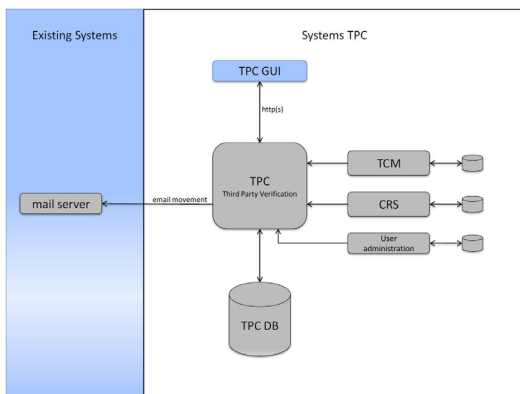 Existing Systems
Systems TPC
TPC GUI
http(s)
TPC
Third Party Verification
TCM
email movement
mail server
CRS
User
administration
TPC DB